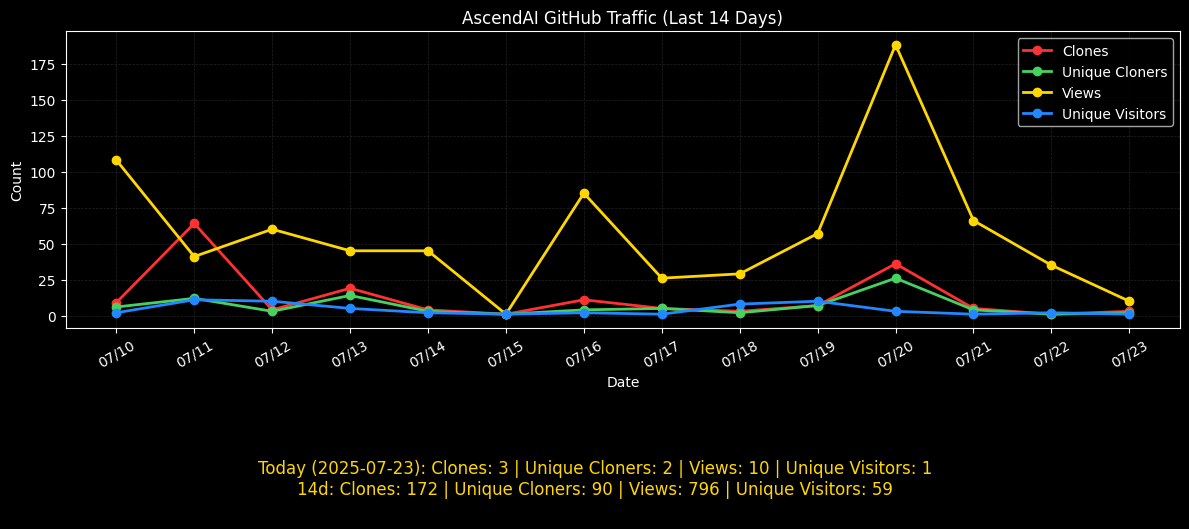 AscendAI GitHub Traffic (Last 14 Days)
Clones
Unique Cloners
Views
Unique Visitors
Count
175
150
125
100
75
50
25
0
07/10
07/11
07/12
07/13
07/14
07/15
07/16
07/17
07/18
07/19
07/20
07/21
07/22
07/23
Date
Today (2025-07-23): Clones: 3 | Unique Cloners: 2 | Views: 10 | Unique Visitors: 1
14d: Clones: 172 | Unique Cloners: 90 | Views: 796 | Unique Visitors: 59